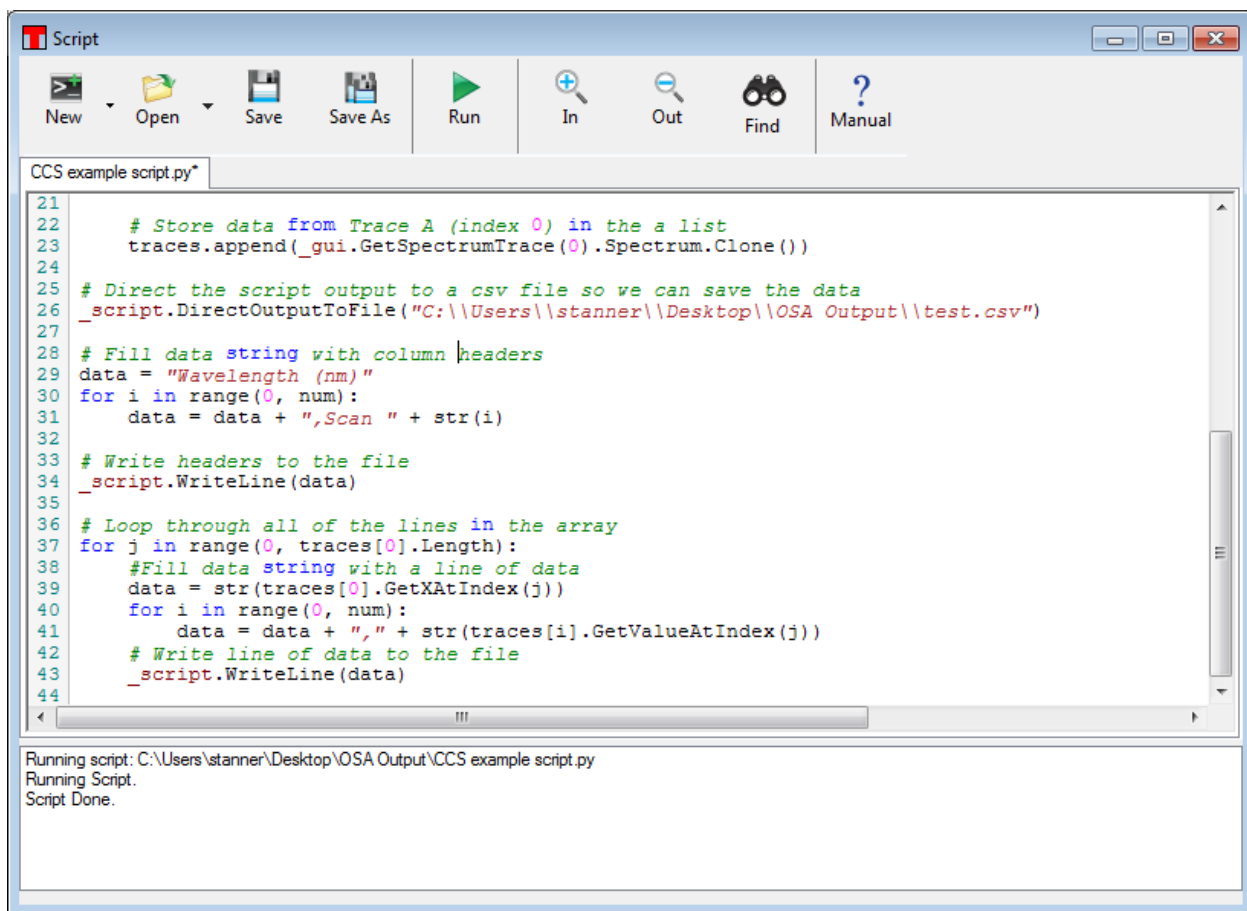 Script
New Open Save Save As Run In Out Find Manual
CCS example script.py*
21
22 # Store data from Trace A (index 0) in the a list
23 traces.append(_gui.GetSpectrumTrace(0).Spectrum.Clone())
24
25 # Direct the script output to a csv file so we can save the data
26 _script.DirectOutputToFile("C:\\Users\\stanner\\Desktop\\OSA Output\\test.csv")
27
28 # Fill data string with column headers
29 data = "Wavelength (nm)"
30 for i in range(0, num):
31 data = data + ",Scan " + str(i)
32
33 # Write headers to the file
34 _script.WriteLine(data)
35
36 # Loop through all of the lines in the array
37 for j in range(0, traces[0].Length):
38 #Fill data string with a line of data
39 data = str(traces[0].GetXAtIndex(j))
40 for i in range(0, num):
41 data = data + "," + str(traces[i].GetValueAtIndex(j))
42 # Write line of data to the file
43 _script.WriteLine(data)
44
Running script: C:\Users\stanner\Desktop\OSA Output\CCS example script.py
Running Script.
Script Done.